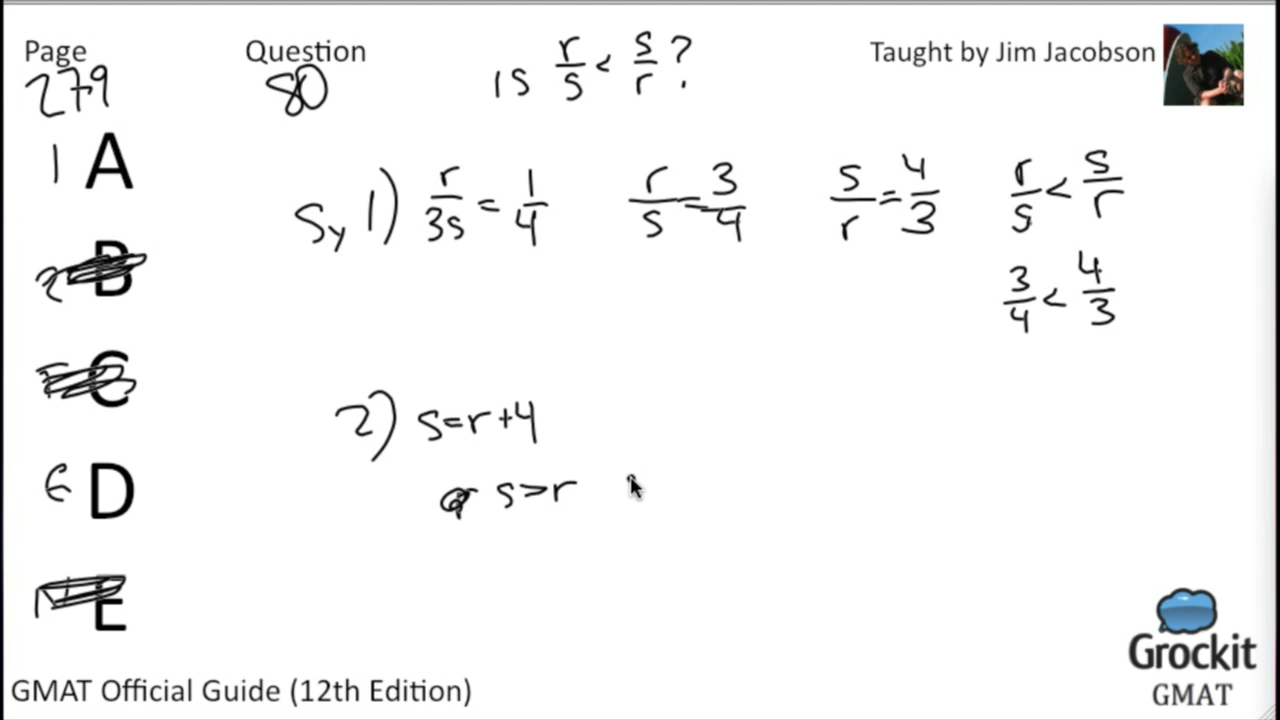 Page Question Taught by Jim Jacobson
279 80 is r/s < s/r ?
1 A
Sy 1) r/3s = 1/4 r/s = 3/4 s/r = 4/3 r/s < s/r
3/4 < 4/3
2 B
C
2) s=r+4
s>r
E D
E
Grockit
GMAT
GMAT Official Guide (12th Edition)